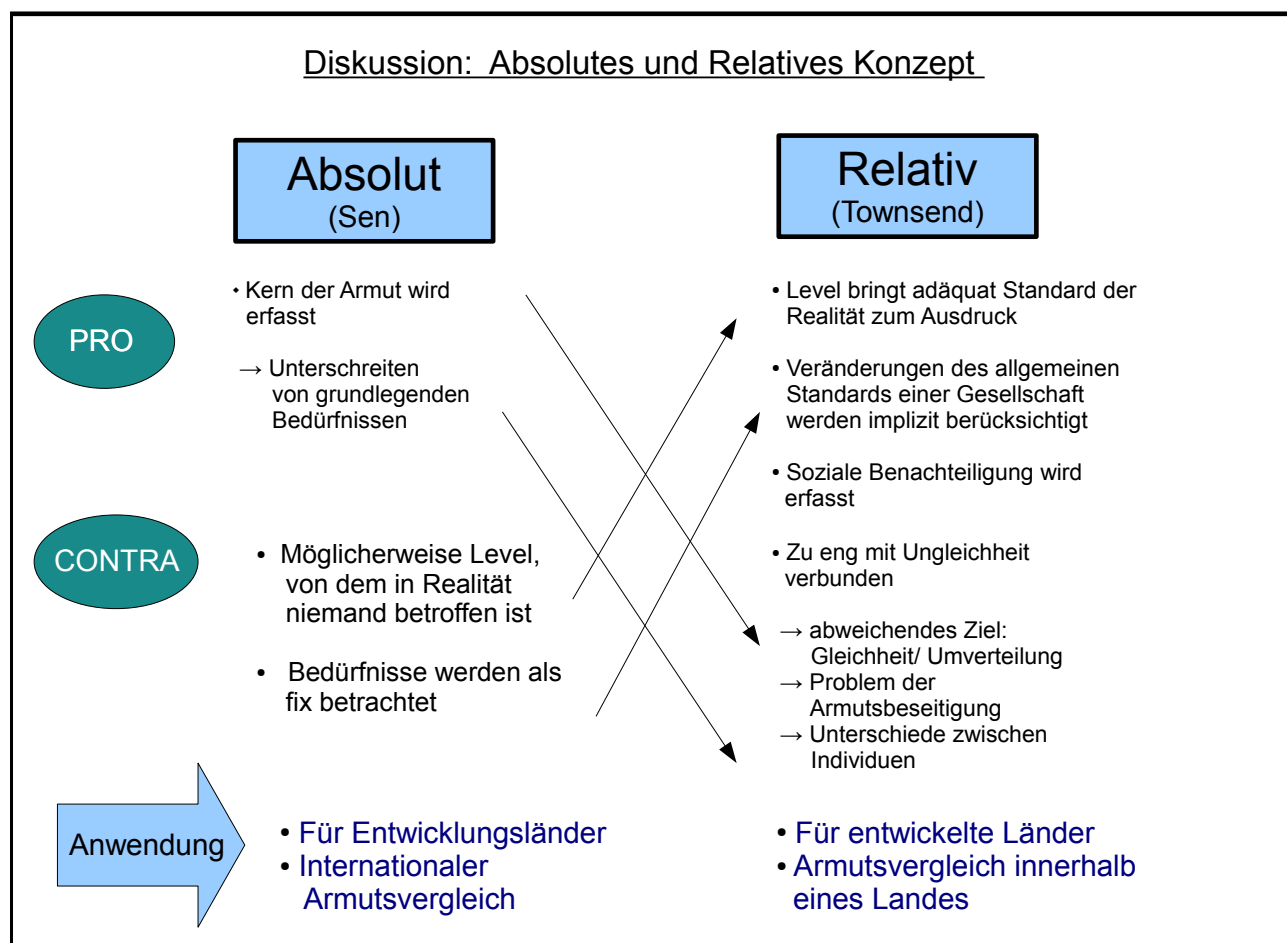 Diskussion: Absolutes und Relatives Konzept
Absolut
(Sen)
Relativ
(Townsend)
PRO
• Kern der Armut wird
erfasst
→ Unterschreiten
von grundlegenden
Bedürfnissen
• Level bringt adäquat Standard der
Realität zum Ausdruck
• Veränderungen des allgemeinen
Standards einer Gesellschaft
werden implizit berücksichtigt
• Soziale Benachteiligung wird
erfasst
CONTRA
• Möglicherweise Level,
von dem in Realität
niemand betroffen ist
• Bedürfnisse werden als
fix betrachtet
• Zu eng mit Ungleichheit
verbunden
→ abweichendes Ziel:
Gleichheit/ Umverteilung
→ Problem der
Armutsbeseitigung
→ Unterschiede zwischen
Individuen
Anwendung
• Für Entwicklungsländer
• Internationaler
Armutsvergleich
• Für entwickelte Länder
• Armutsvergleich innerhalb
eines Landes